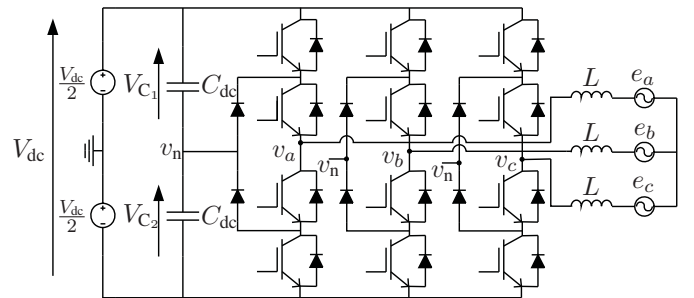 V_dc
V_dc/2
V_dc/2
V_C1
V_C2
C_dc
C_dc
v_n
v_a
v_n
v_b
v_n
v_c
L
e_a
L
e_b
L
e_c